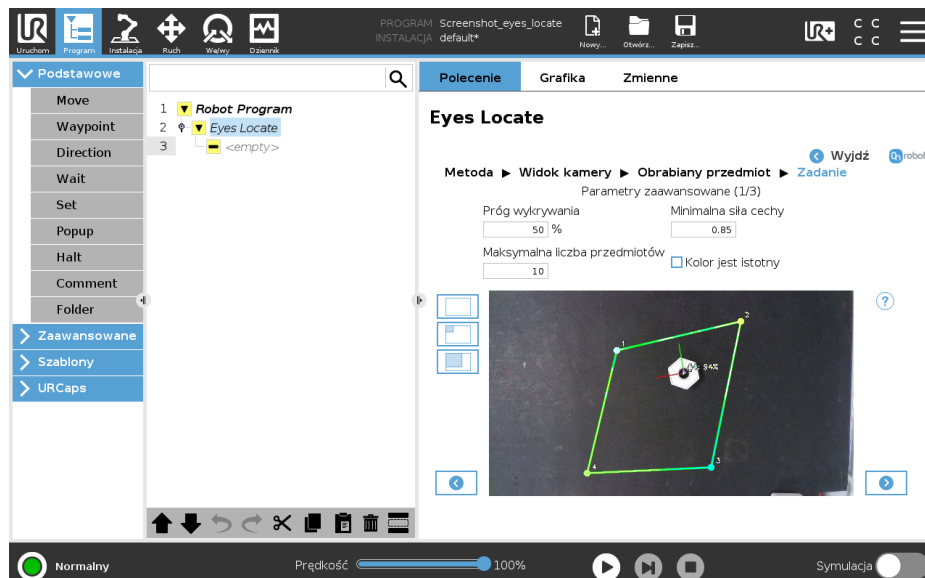 PROGRAM Screenshot_eyes_locate
INSTALACJA default*
Uruchom Program Instalacja Ruch We/wy Dziennik Nowy... Otwórz... Zapisz...
UR+
C C
C C
Podstawowe
Move
Waypoint
Direction
Wait
Set
Popup
Halt
Comment
Folder
Zaawansowane
Szablony
URCaps
1 Robot Program
2 Eyes Locate
3 <empty>
Polecenie Grafika Zmienne
Eyes Locate
Wyjdź
Onrobot
Metoda ▶ Widok kamery ▶ Obrabiany przedmiot ▶ Zadanie
Parametry zaawansowane (1/3)
Próg wykrywania Minimalna siła cechy
50 % 0.85
Maksymalna liczba przedmiotów
10 Kolor jest istotny
?
1
2
94%
3
4
Normalny Prędkość 100% Symulacja